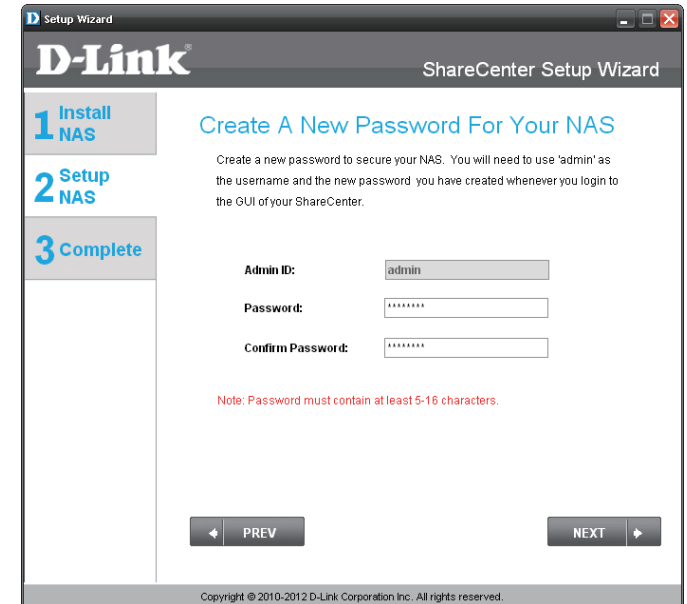 Setup Wizard
D-Link®
ShareCenter Setup Wizard
1 Install
NAS
2 Setup
NAS
3 Complete
Create A New Password For Your NAS
Create a new password to secure your NAS. You will need to use 'admin' as
the username and the new password you have created whenever you login to
the GUI of your ShareCenter.
Admin ID: admin
Password: ********
Confirm Password: ********
Note: Password must contain at least 5-16 characters.
PREV
NEXT
Copyright © 2010-2012 D-Link Corporation Inc. All rights reserved.